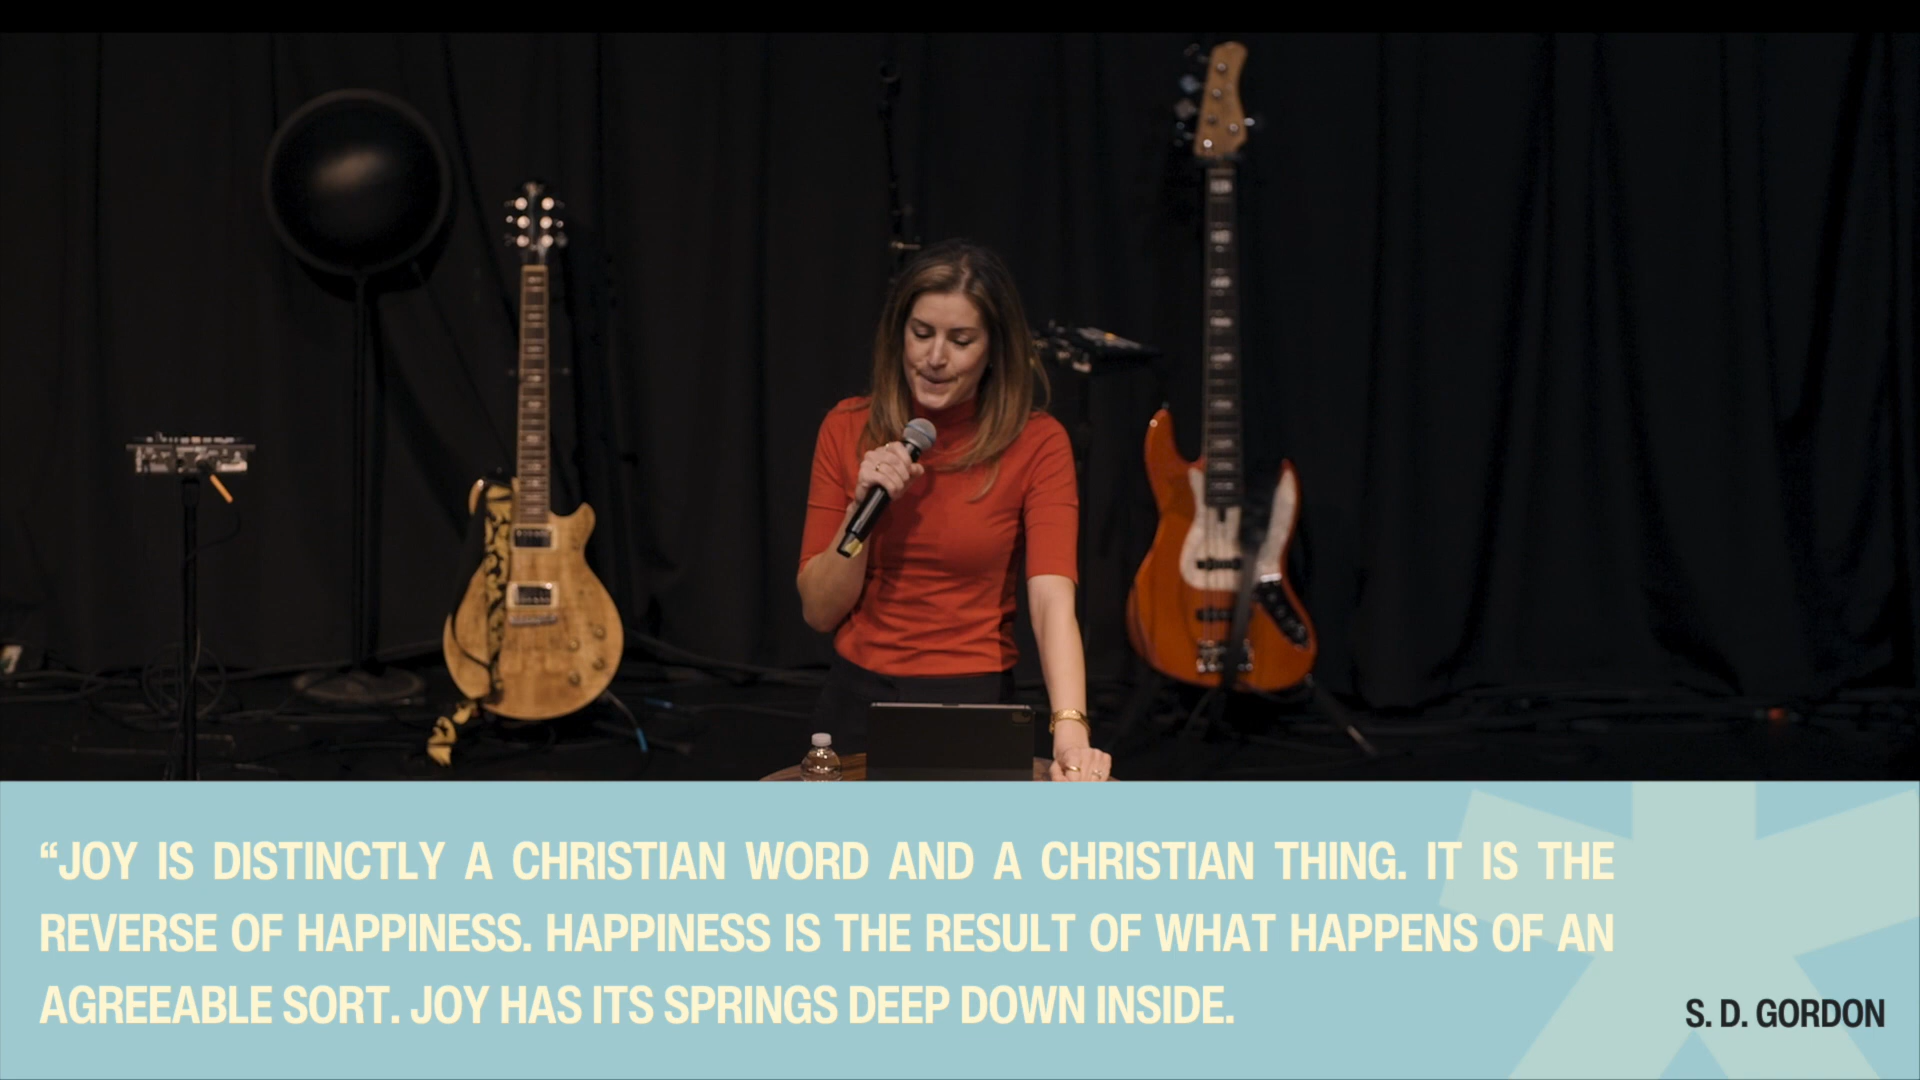 “JOY IS DISTINCTLY A CHRISTIAN WORD AND A CHRISTIAN THING. IT IS THE
REVERSE OF HAPPINESS. HAPPINESS IS THE RESULT OF WHAT HAPPENS OF AN
AGREEABLE SORT. JOY HAS ITS SPRINGS DEEP DOWN INSIDE.
S. D. GORDON